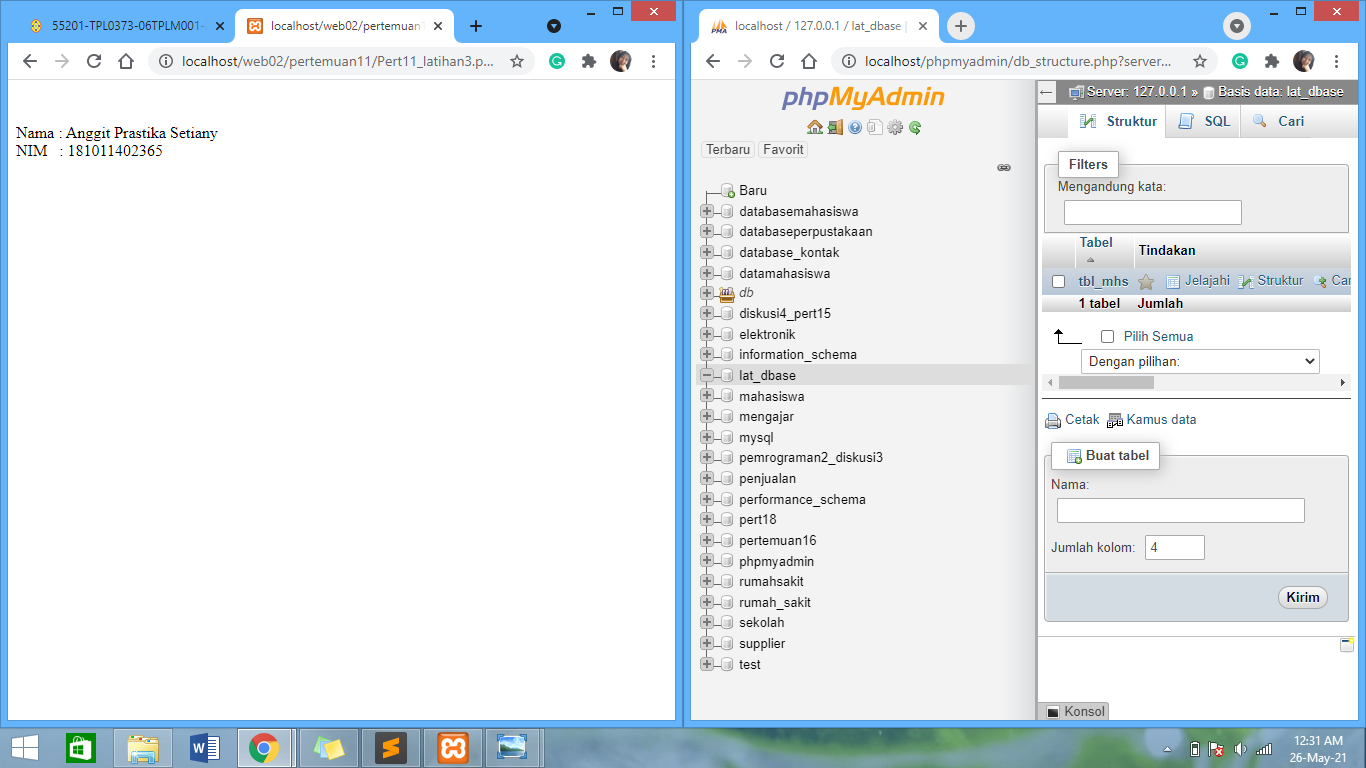 55201-TPL0373-06TPLM001-
localhost/web02/pertemuan1
localhost/web02/pertemuan11/Pert11_latihan3.p...
Nama : Anggit Prastika Setiany
NIM : 181011402365
PMA
localhost / 127.0.0.1 / lat_dbase |
localhost/phpmyadmin/db_structure.php?server...
phpMyAdmin
Terbaru Favorit
Baru
databasemahasiswa
databaseperpustakaan
database_kontak
datamahasiswa
db
diskusi4_pert15
elektronik
information_schema
lat_dbase
mahasiswa
mengajar
mysql
pemrograman2_diskusi3
penjualan
performance_schema
pert18
pertemuan16
phpmyadmin
rumahsakit
rumah_sakit
sekolah
supplier
test
Server: 127.0.0.1 » Basis data: lat_dbase
Struktur SQL Cari
Filters
Mengandung kata:
Tabel Tindakan
tbl_mhs Jelajahi Struktur Car
1 tabel Jumlah
Pilih Semua
Dengan pilihan:
Cetak Kamus data
Buat tabel
Nama:
Jumlah kolom: 4
Kirim
Konsol
12:31 AM
26-May-21